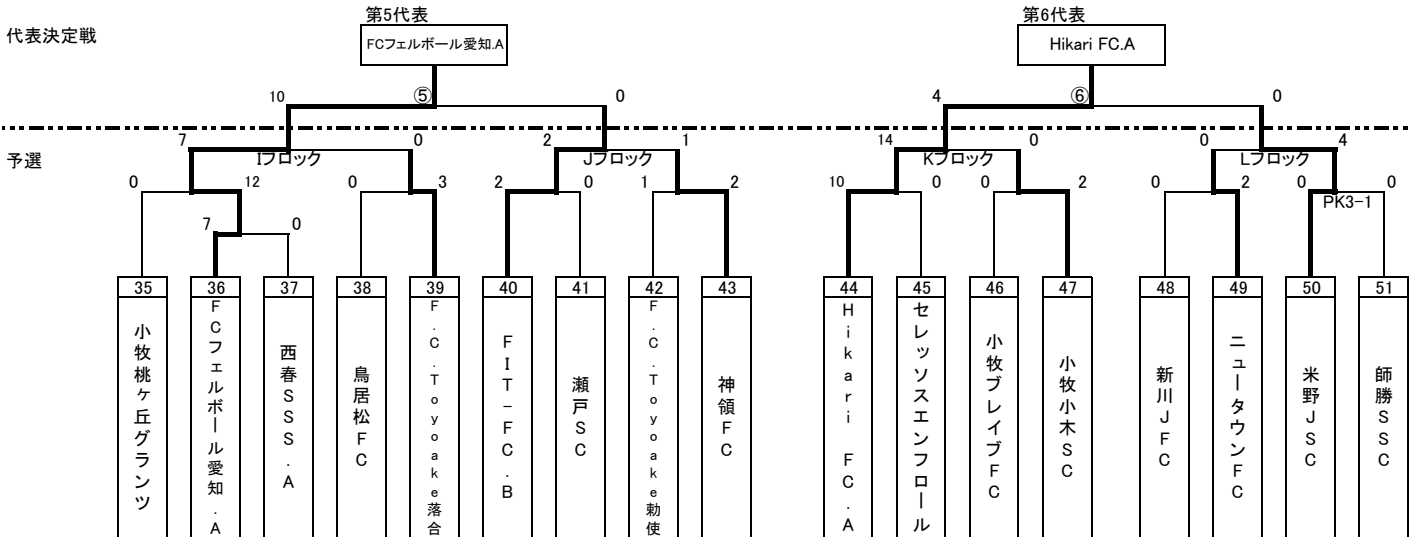 第5代表
第6代表
代表決定戦
FCフェルボール愛知.A
Hikari FC.A
10
⑤
0
4
⑥
0
7
0
2
1
14
0
0
4
予選
Iブロック
Jブロック
Kブロック
Lブロック
0
12
0
3
2
0
1
2
10
0
0
2
0
2
0
0
PK3-1
7
0
35
36
37
38
39
40
41
42
43
44
45
46
47
48
49
50
51
小牧桃ヶ丘グランツ
FCフェルボール愛知.A
西春SSS.A
鳥居松FC
F.C.Toyoake落合
FIT-FC.B
瀬戸SC
F.C.Toyoake勅使
神領FC
Hikari FC.A
セレッソスエンフロール
小牧ブレイブFC
小牧小木SC
新川JFC
ニュータウンFC
米野JSC
師勝SSC